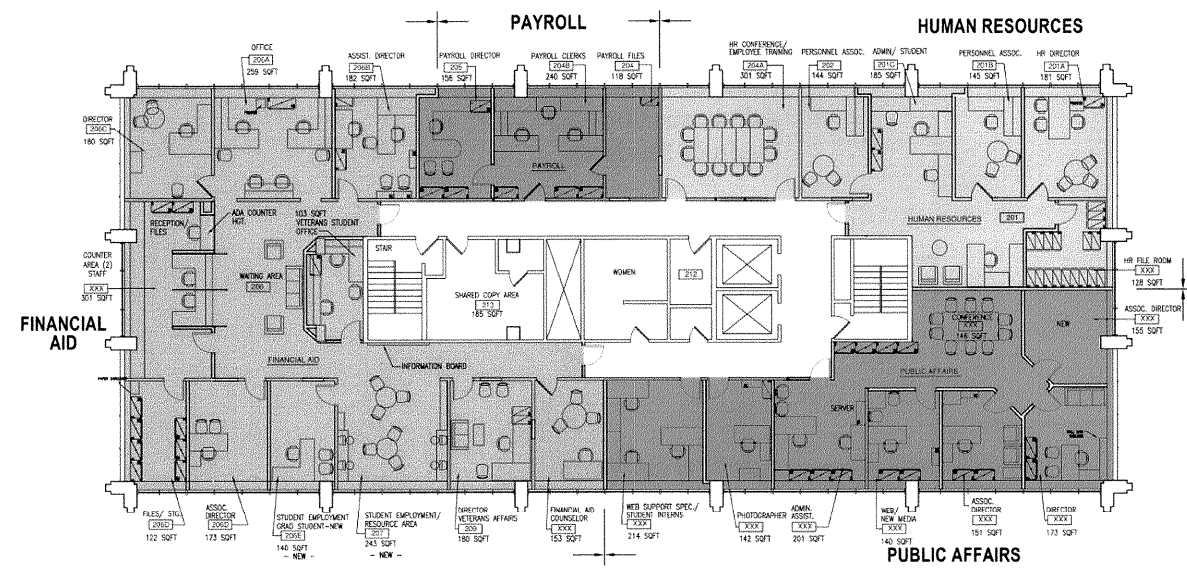 PAYROLL
HUMAN RESOURCES
OFFICE
206A
259 SQFT
ASSIST. DIRECTOR
206B
182 SQFT
PAYROLL DIRECTOR
205
156 SQFT
PAYROLL CLERKS
204B
240 SQFT
PAYROLL FILES
204
118 SQFT
HR CONFERENCE/
EMPLOYEE TRAINING
204A
301 SQFT
PERSONNEL ASSOC.
202
144 SQFT
ADMIN/ STUDENT
201C
185 SQFT
PERSONNEL ASSOC.
201B
145 SQFT
HR DIRECTOR
201A
181 SQFT
DIRECTOR
206C
180 SQFT
PAYROLL
RECEPTION/
FILES
ADA COUNTER
HGT.
103 SQFT
VETERANS STUDENT
OFFICE
HUMAN RESOURCES
201
COUNTER
AREA (2)
STAFF
XXX
301 SQFT
WAITING AREA
206
STAIR
SHARED COPY AREA
213
165 SQFT
WOMEN
212
HR FILE ROOM
XXX
128 SQFT
FINANCIAL
AID
CONFERENCE
XXX
146 SQFT
NEW
ASSOC. DIRECTOR
XXX
155 SQFT
FINANCIAL AID
INFORMATION BOARD
PUBLIC AFFAIRS
SERVER
FILES/ STG.
206D
122 SQFT
ASSOC.
DIRECTOR
206D
173 SQFT
STUDENT EMPLOYMENT
GRAD STUDENT-NEW
206E
140 SQFT
- NEW -
STUDENT EMPLOYMENT/
RESOURCE AREA
207
243 SQFT
- NEW -
DIRECTOR
VETERANS AFFAIRS
209
180 SQFT
FINANCIAL AID
COUNSELOR
XXX
153 SQFT
WEB SUPPORT SPEC./
STUDENT INTERNS
XXX
214 SQFT
PHOTOGRAPHER
XXX
142 SQFT
ADMIN.
ASSIST.
XXX
201 SQFT
WEB/
NEW MEDIA
XXX
140 SQFT
ASSOC.
DIRECTOR
XXX
151 SQFT
DIRECTOR
XXX
173 SQFT
PUBLIC AFFAIRS